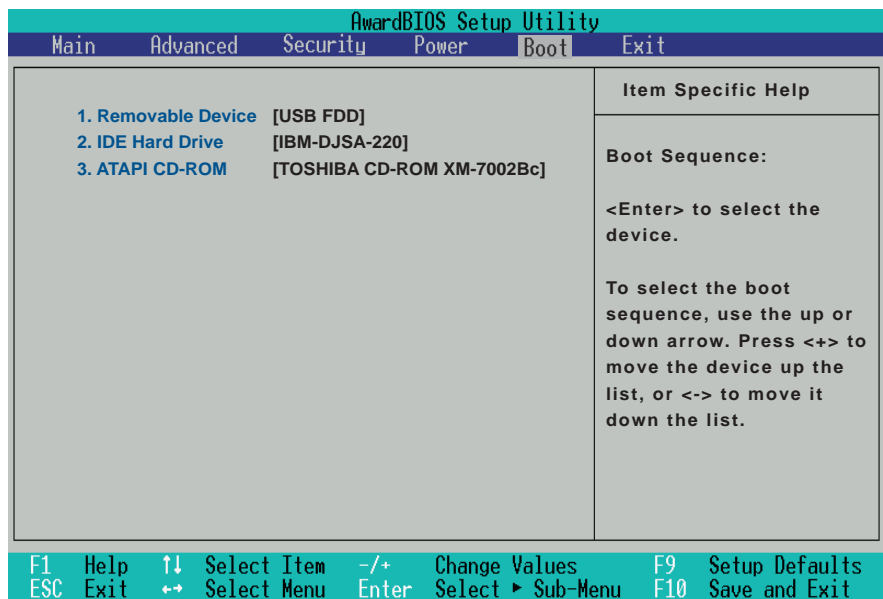 AwardBIOS Setup Utility
Main Advanced Security Power Boot Exit
1. Removable Device [USB FDD]
2. IDE Hard Drive [IBM-DJSA-220]
3. ATAPI CD-ROM [TOSHIBA CD-ROM XM-7002Bc]
Item Specific Help
Boot Sequence:
<Enter> to select the
device.
To select the boot
sequence, use the up or
down arrow. Press <+> to
move the device up the
list, or <-> to move it
down the list.
F1 Help ↑↓ Select Item -/+ Change Values F9 Setup Defaults
ESC Exit ←→ Select Menu Enter Select ► Sub-Menu F10 Save and Exit